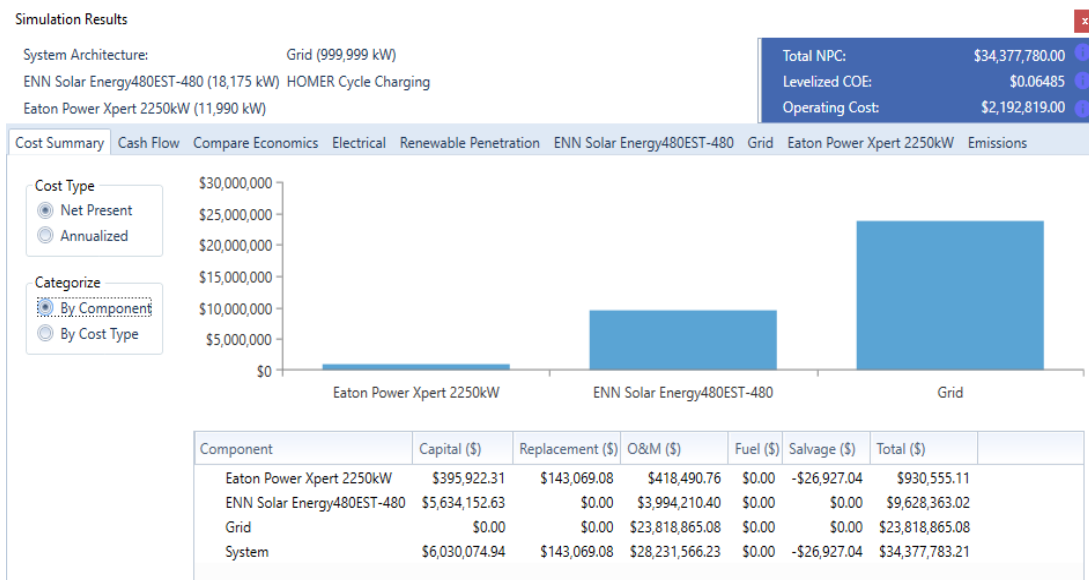 Simulation Results
x
System Architecture: Grid (999,999 kW)
ENN Solar Energy480EST-480 (18,175 kW) HOMER Cycle Charging
Eaton Power Xpert 2250kW (11,990 kW)
Total NPC: $34,377,780.00
Levelized COE: $0.06485
Operating Cost: $2,192,819.00
Cost Summary Cash Flow Compare Economics Electrical Renewable Penetration ENN Solar Energy480EST-480 Grid Eaton Power Xpert 2250kW Emissions
Cost Type
Net Present
Annualized
Categorize
By Component
By Cost Type
$30,000,000
$25,000,000
$20,000,000
$15,000,000
$10,000,000
$5,000,000
$0
Eaton Power Xpert 2250kW ENN Solar Energy480EST-480 Grid
Component Capital ($) Replacement ($) O&M ($) Fuel ($) Salvage ($) Total ($)
Eaton Power Xpert 2250kW $395,922.31 $143,069.08 $418,490.76 $0.00 -$26,927.04 $930,555.11
ENN Solar Energy480EST-480 $5,634,152.63 $0.00 $3,994,210.40 $0.00 $0.00 $9,628,363.02
Grid $0.00 $0.00 $23,818,865.08 $0.00 $0.00 $23,818,865.08
System $6,030,074.94 $143,069.08 $28,231,566.23 $0.00 -$26,927.04 $34,377,783.21